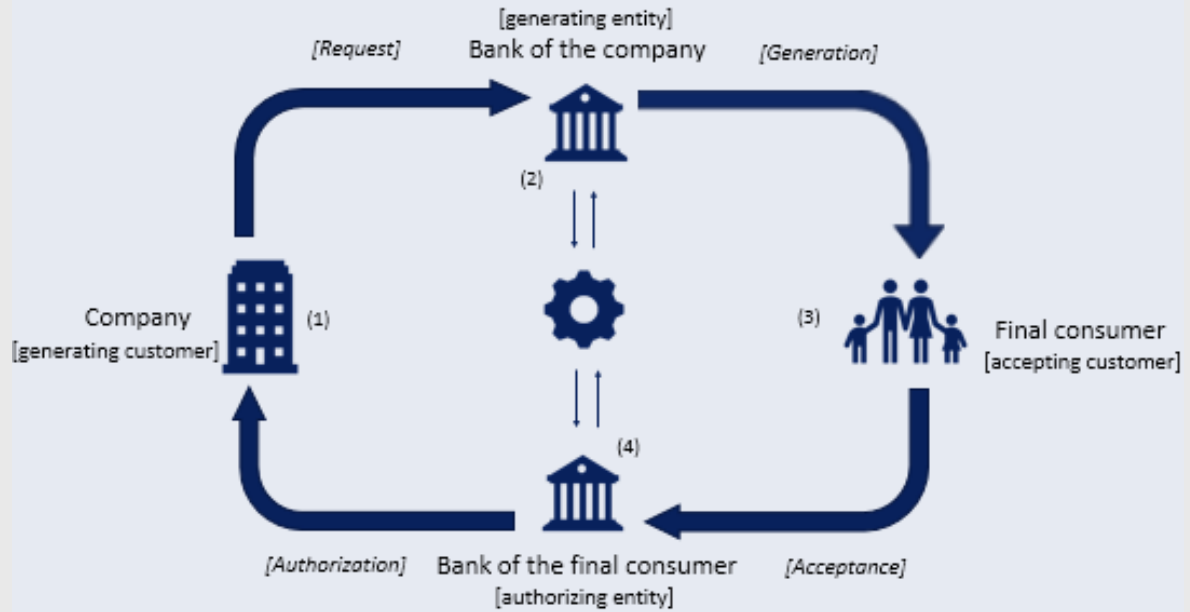 [generating entity]
[Request]
Bank of the company
[Generation]
(2)
Company
[generating customer]
(1)
(3)
Final consumer
[accepting customer]
(4)
[Authorization]
Bank of the final consumer
[Acceptance]
[authorizing entity]